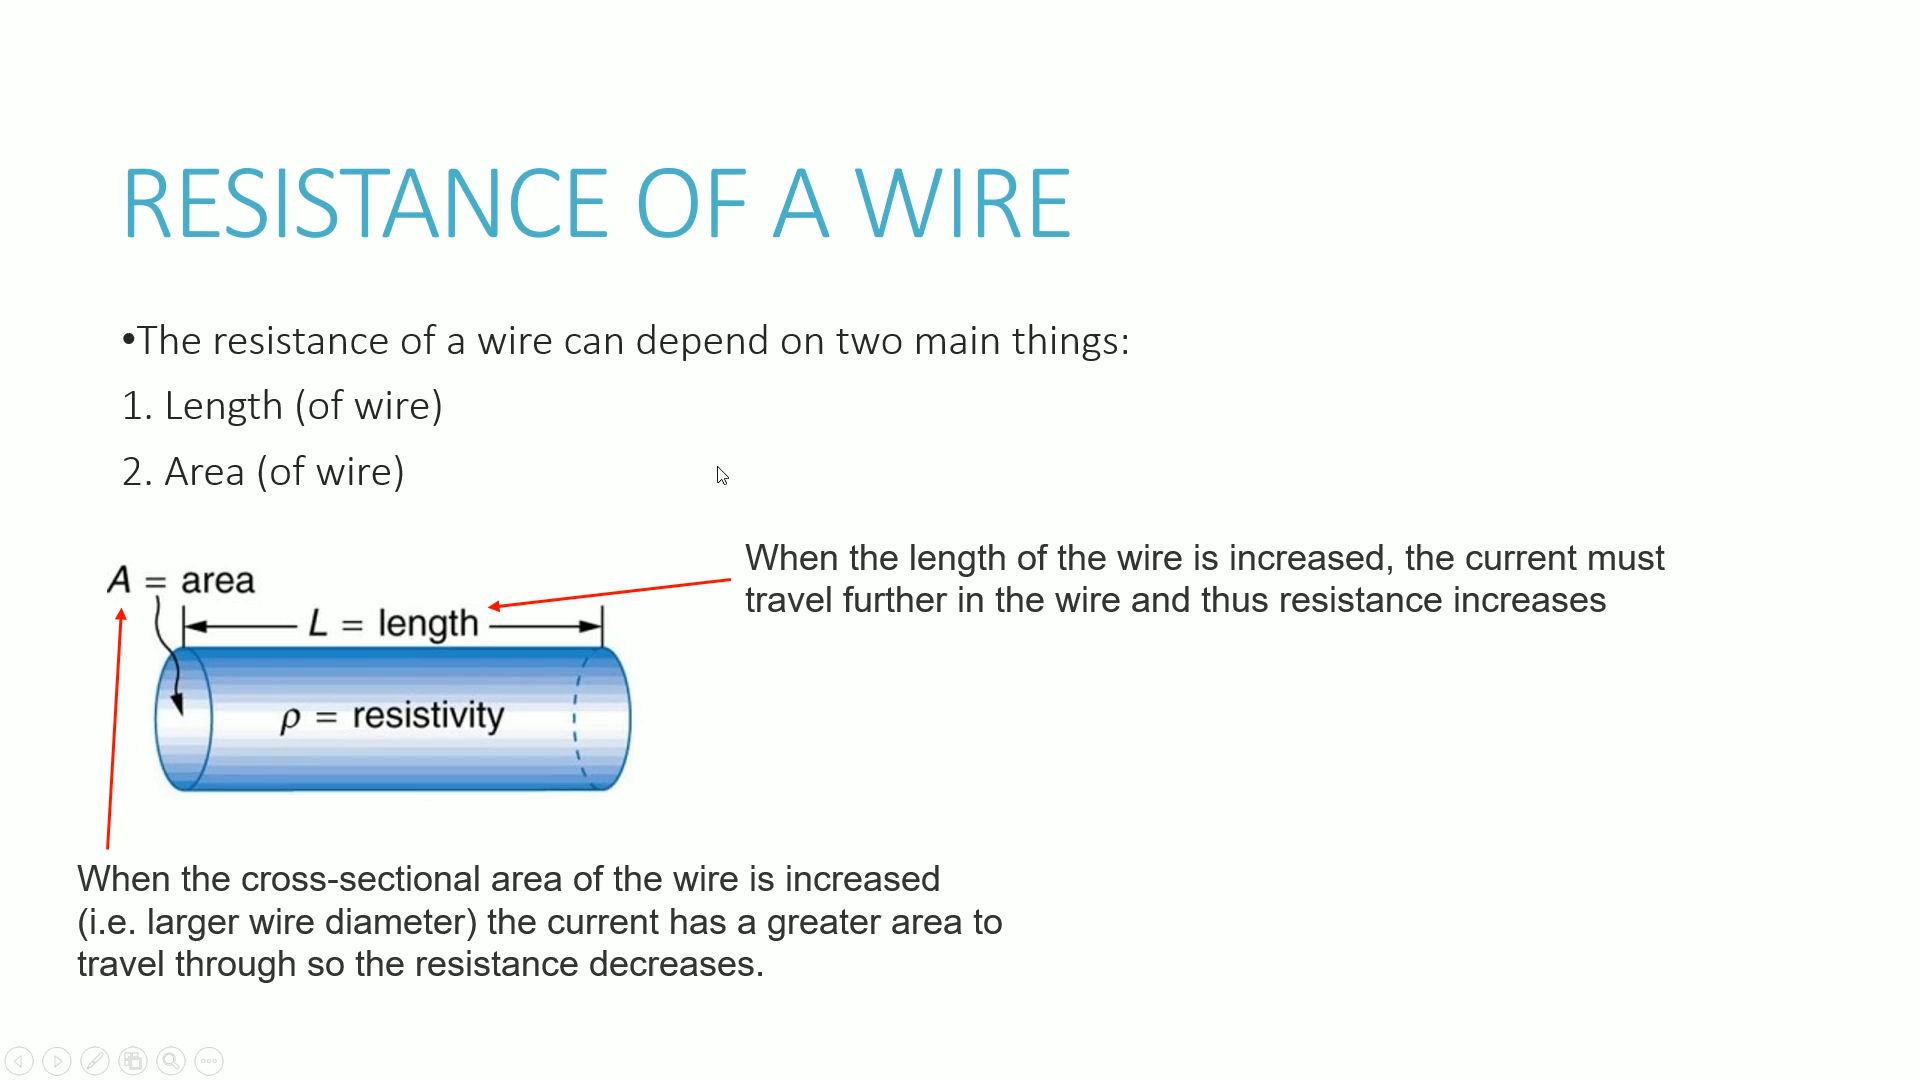 RESISTANCE OF A WIRE
•The resistance of a wire can depend on two main things:
1. Length (of wire)
2. Area (of wire)
A = area
L = length
ρ = resistivity
When the length of the wire is increased, the current must
travel further in the wire and thus resistance increases
When the cross-sectional area of the wire is increased
(i.e. larger wire diameter) the current has a greater area to
travel through so the resistance decreases.